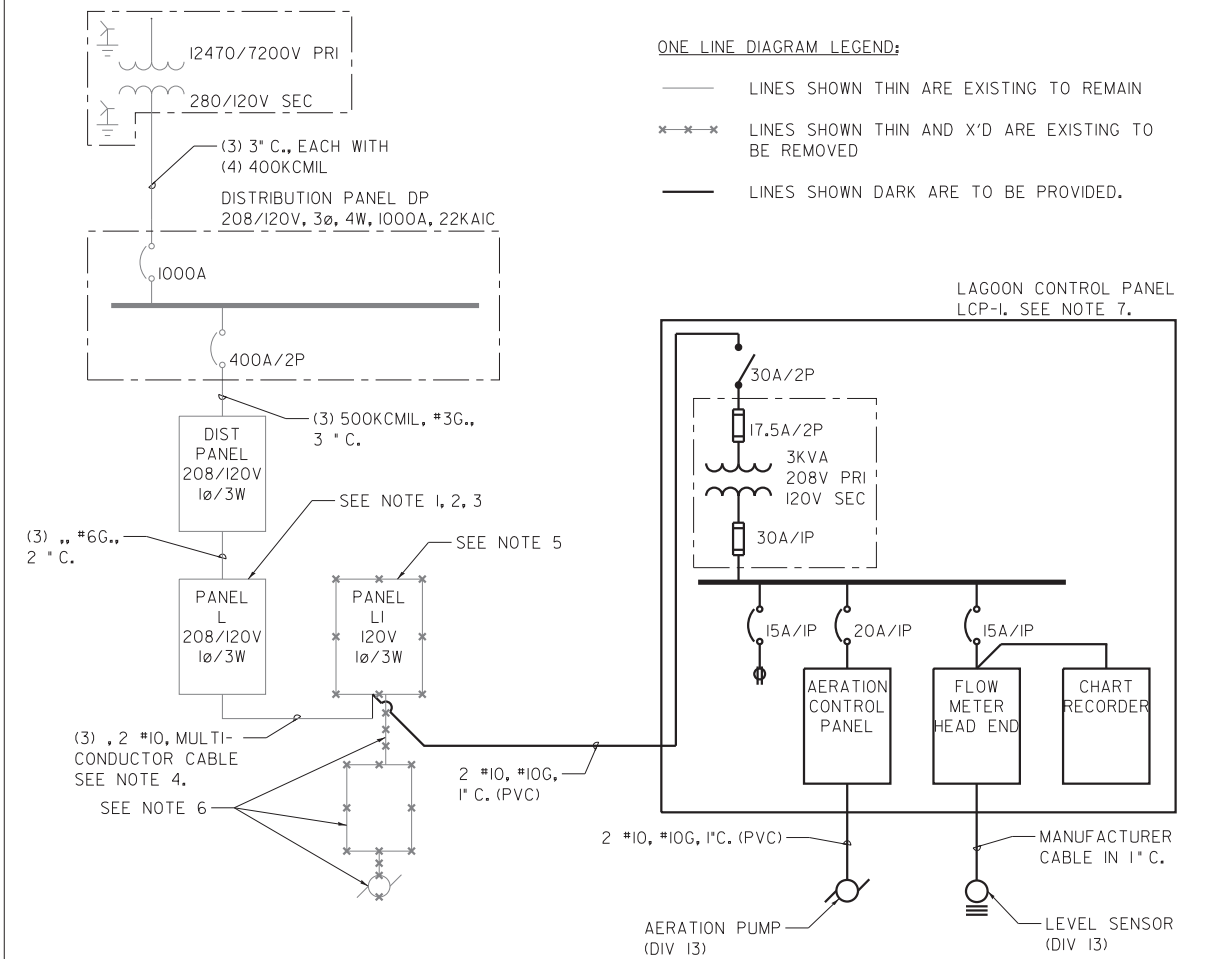 12470/7200V PRI
280/120V SEC
(3) 3" C., EACH WITH
(4) 400KCMIL
DISTRIBUTION PANEL DP
208/120V, 3ø, 4W, 1000A, 22KAIC
1000A
400A/2P
(3) 500KCMIL, #3G.,
3 " C.
DIST
PANEL
208/120V
1ø/3W
SEE NOTE 1, 2, 3
(3) ,, #6G.,
2 " C.
PANEL
L
208/120V
1ø/3W
SEE NOTE 5
PANEL
L1
120V
1ø/3W
(3) , 2 #10, MULTI-
CONDUCTOR CABLE
SEE NOTE 4.
SEE NOTE 6
2 #10, #10G,
1" C. (PVC)
ONE LINE DIAGRAM LEGEND:
LINES SHOWN THIN ARE EXISTING TO REMAIN
LINES SHOWN THIN AND X'D ARE EXISTING TO
BE REMOVED
LINES SHOWN DARK ARE TO BE PROVIDED.
LAGOON CONTROL PANEL
LCP-1. SEE NOTE 7.
30A/2P
17.5A/2P
3KVA
208V PRI
120V SEC
30A/1P
15A/1P
20A/1P
15A/1P
AERATION
CONTROL
PANEL
FLOW
METER
HEAD END
CHART
RECORDER
2 #10, #10G, 1"C. (PVC)
MANUFACTURER
CABLE IN 1" C.
AERATION PUMP
(DIV 13)
LEVEL SENSOR
(DIV 13)